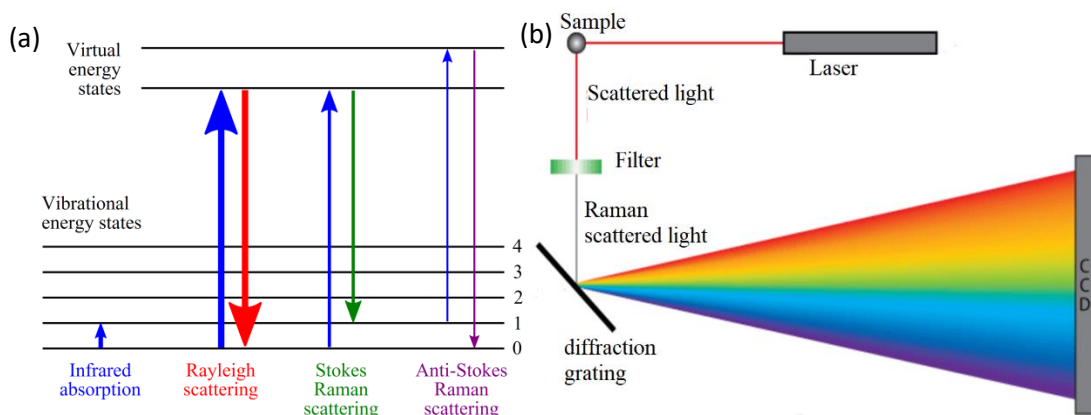 (a)
Virtual
energy
states
Vibrational
energy states
4
3
2
1
0
Infrared
absorption
Rayleigh
scattering
Stokes
Raman
scattering
Anti-Stokes
Raman
scattering
(b)
Sample
Laser
Scattered light
Filter
Raman
scattered light
diffraction
grating
C
C
D